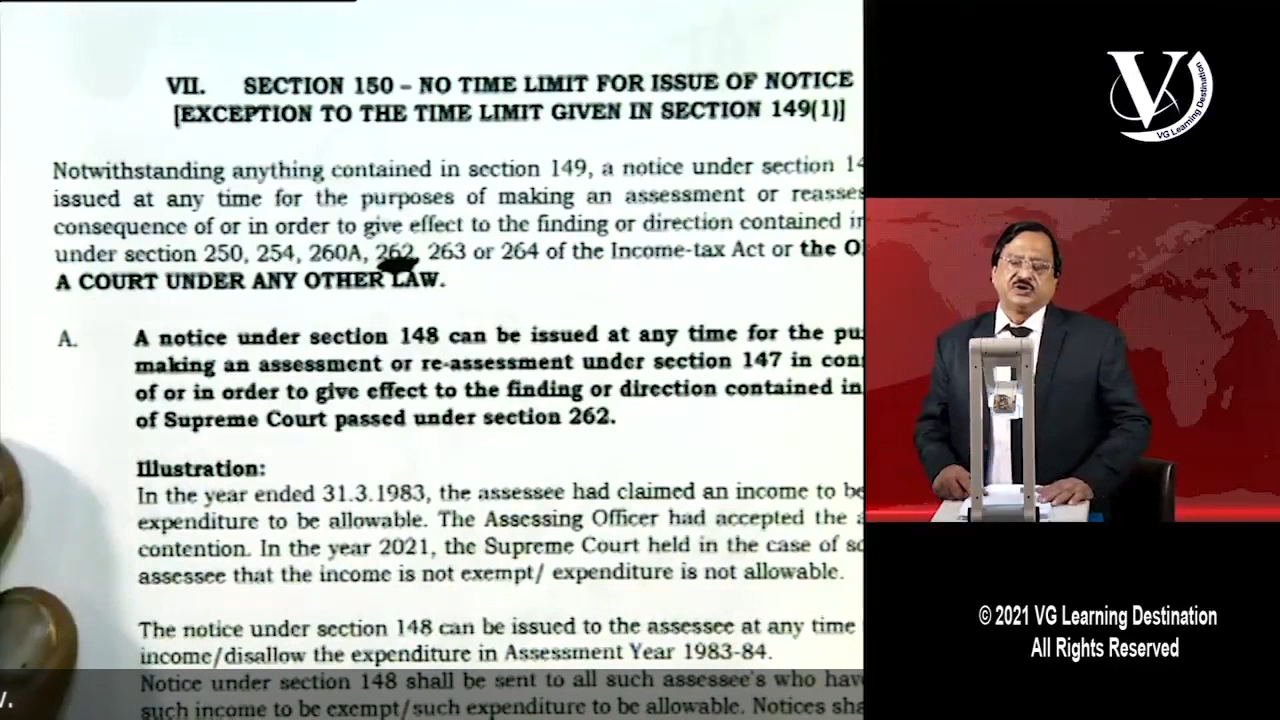 VII. SECTION 150 – NO TIME LIMIT FOR ISSUE OF NOTICE
[EXCEPTION TO THE TIME LIMIT GIVEN IN SECTION 149(1)]
Notwithstanding anything contained in section 149, a notice under section 14
issued at any time for the purposes of making an assessment or reasses
consequence of or in order to give effect to the finding or direction contained in
under section 250, 254, 260A, 262, 263 or 264 of the Income-tax Act or the O
A COURT UNDER ANY OTHER LAW.
A. A notice under section 148 can be issued at any time for the pu
making an assessment or re-assessment under section 147 in con
of or in order to give effect to the finding or direction contained in
of Supreme Court passed under section 262.
Illustration:
In the year ended 31.3.1983, the assessee had claimed an income to be
expenditure to be allowable. The Assessing Officer had accepted the a
contention. In the year 2021, the Supreme Court held in the case of so
assessee that the income is not exempt/ expenditure is not allowable.
The notice under section 148 can be issued to the assessee at any time
income/disallow the expenditure in Assessment Year 1983-84.
Notice under section 148 shall be sent to all such assessee's who hav
such income to be exempt/such expenditure to be allowable. Notices sha
V
VG Learning Destination
© 2021 VG Learning Destination
All Rights Reserved